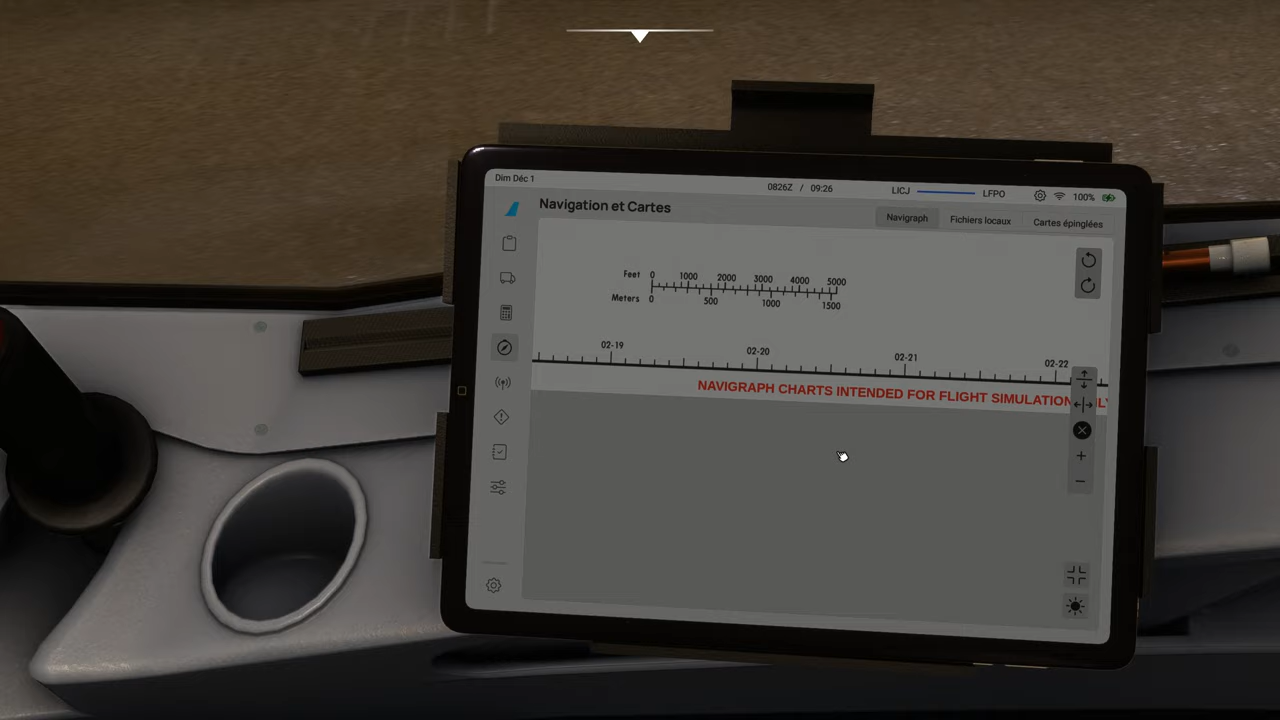 Dim Déc 1
0826Z / 09:26
LICJ
LFPO
100%
Navigation et Cartes
Navigraph
Fichiers locaux
Cartes épinglées
Feet 0 1000 2000 3000 4000 5000
Meters 0 500 1000 1500
02-19 02-20 02-21 02-22
NAVIGRAPH CHARTS INTENDED FOR FLIGHT SIMULATION